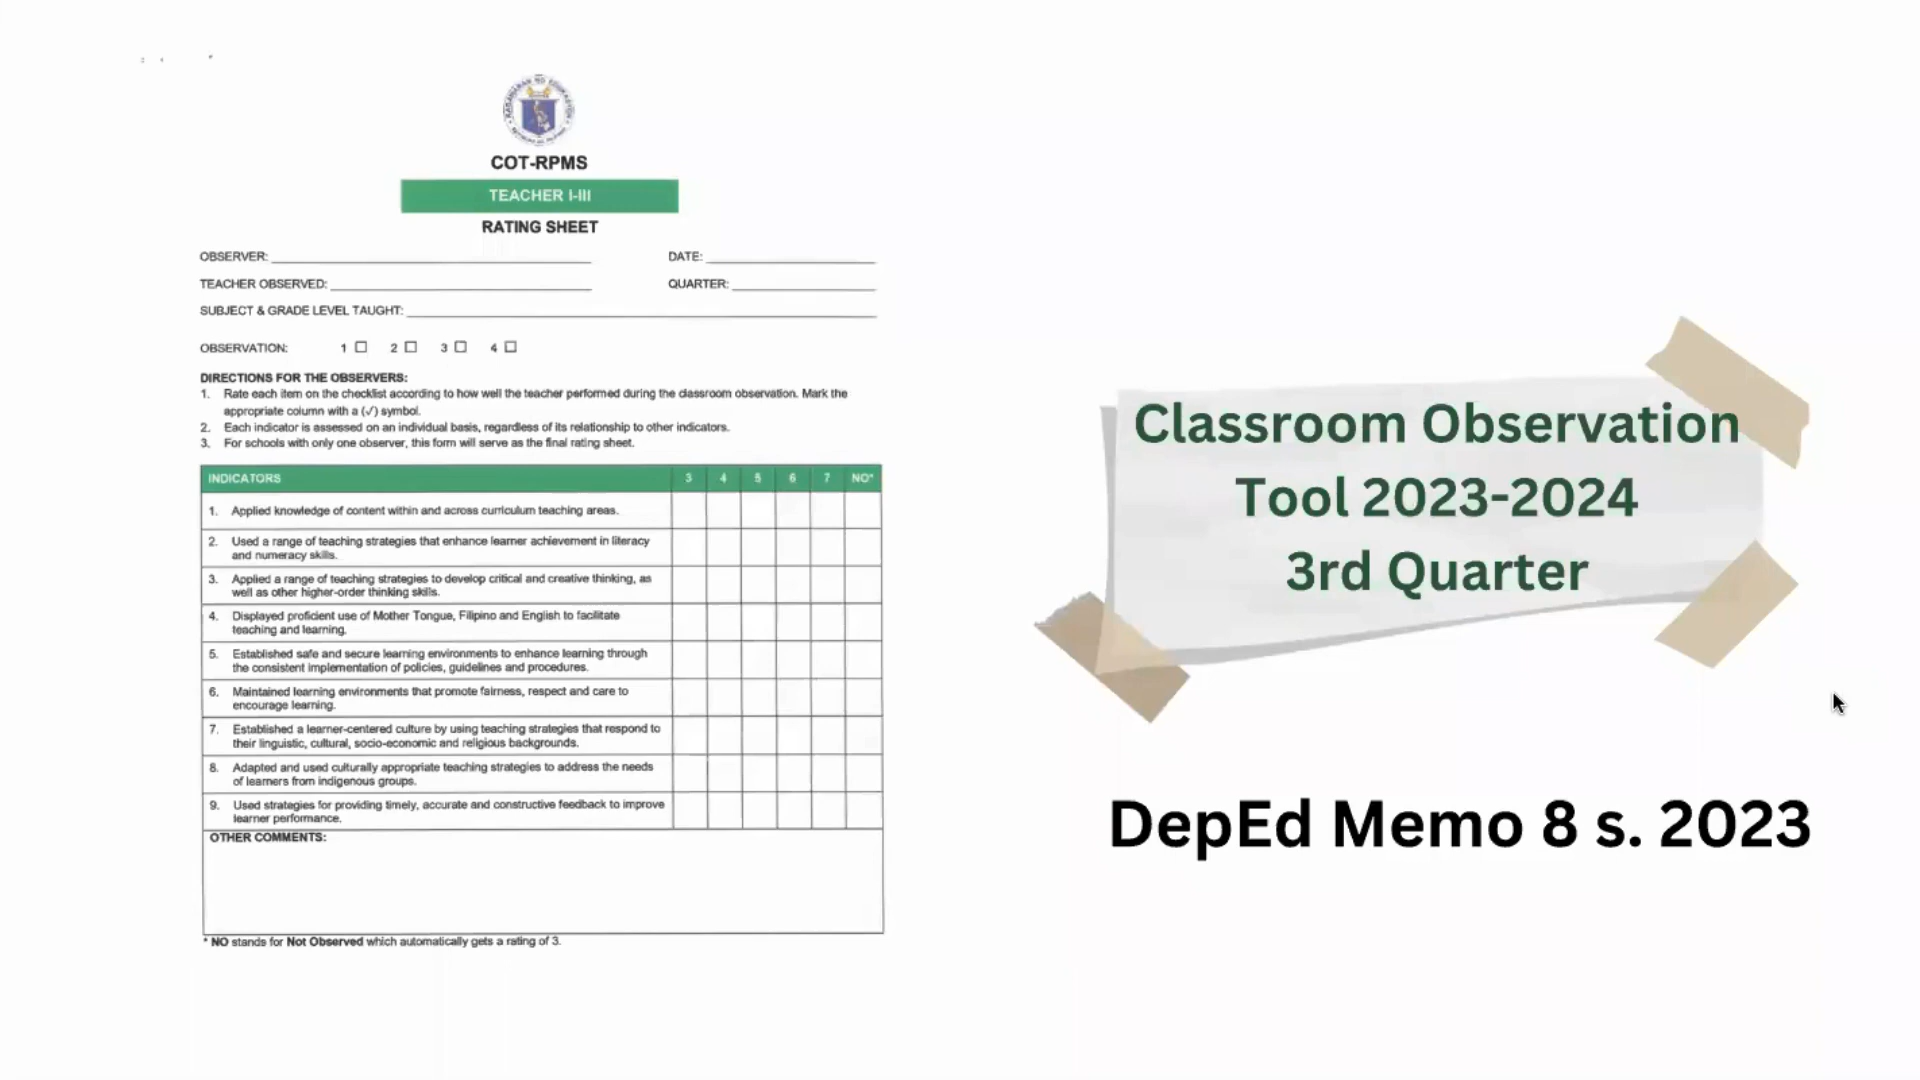 COT-RPMS
TEACHER I-III
RATING SHEET
OBSERVER:
DATE:
TEACHER OBSERVED:
QUARTER:
SUBJECT & GRADE LEVEL TAUGHT:
OBSERVATION: 1 ☐ 2 ☐ 3 ☐ 4 ☐
DIRECTIONS FOR THE OBSERVERS:
1. Rate each item on the checklist according to how well the teacher performed during the classroom observation. Mark the
appropriate column with a (✓) symbol.
2. Each indicator is assessed on an individual basis, regardless of its relationship to other indicators.
3. For schools with only one observer, this form will serve as the final rating sheet.
INDICATORS 3 4 5 6 7 NO*
1. Applied knowledge of content within and across curriculum teaching areas.
2. Used a range of teaching strategies that enhance learner achievement in literacy
and numeracy skills.
3. Applied a range of teaching strategies to develop critical and creative thinking, as
well as other higher-order thinking skills.
4. Displayed proficient use of Mother Tongue, Filipino and English to facilitate
teaching and learning.
5. Established safe and secure learning environments to enhance learning through
the consistent implementation of policies, guidelines and procedures.
6. Maintained learning environments that promote fairness, respect and care to
encourage learning.
7. Established a learner-centered culture by using teaching strategies that respond to
their linguistic, cultural, socio-economic and religious backgrounds.
8. Adapted and used culturally appropriate teaching strategies to address the needs
of learners from indigenous groups.
9. Used strategies for providing timely, accurate and constructive feedback to improve
learner performance.
OTHER COMMENTS:
* NO stands for Not Observed which automatically gets a rating of 3.
Classroom Observation
Tool 2023-2024
3rd Quarter
DepEd Memo 8 s. 2023